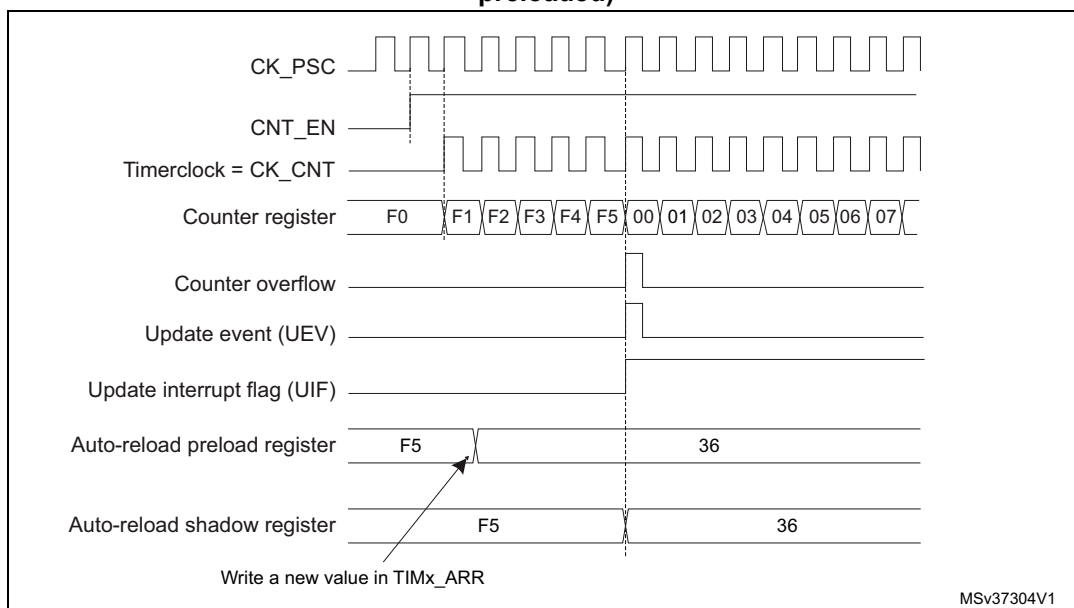 preloaded)
CK_PSC
CNT_EN
Timerclock = CK_CNT
Counter register F0 F1 F2 F3 F4 F5 00 01 02 03 04 05 06 07
Counter overflow
Update event (UEV)
Update interrupt flag (UIF)
Auto-reload preload register F5 36
Auto-reload shadow register F5 36
Write a new value in TIMx_ARR
MSv37304V1